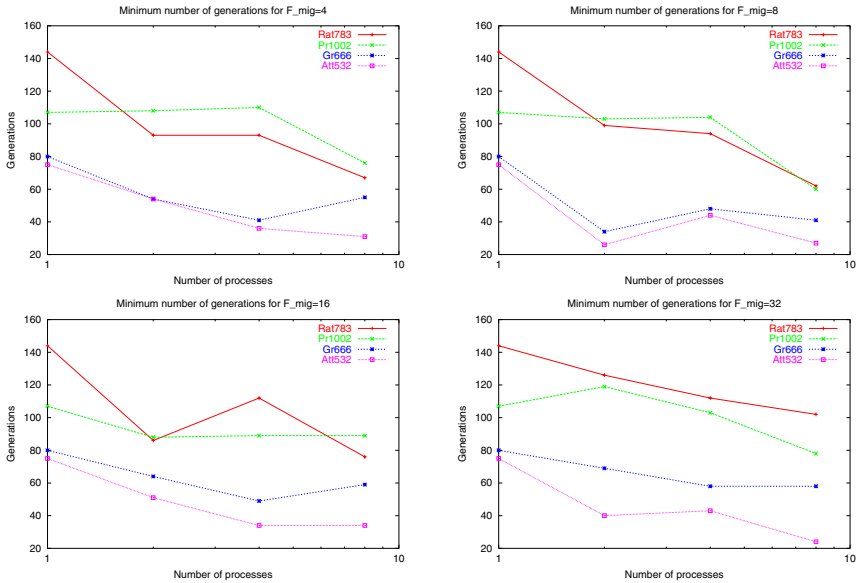 Minimum number of generations for F_mig=4
160
140
120
100
80
60
40
20
Generations
1
10
Number of processes
Rat783
Pr1002
Gr666
Att532
Minimum number of generations for F_mig=8
160
140
120
100
80
60
40
20
Generations
1
10
Number of processes
Rat783
Pr1002
Gr666
Att532
Minimum number of generations for F_mig=16
160
140
120
100
80
60
40
20
Generations
1
10
Number of processes
Rat783
Pr1002
Gr666
Att532
Minimum number of generations for F_mig=32
160
140
120
100
80
60
40
20
Generations
1
10
Number of processes
Rat783
Pr1002
Gr666
Att532